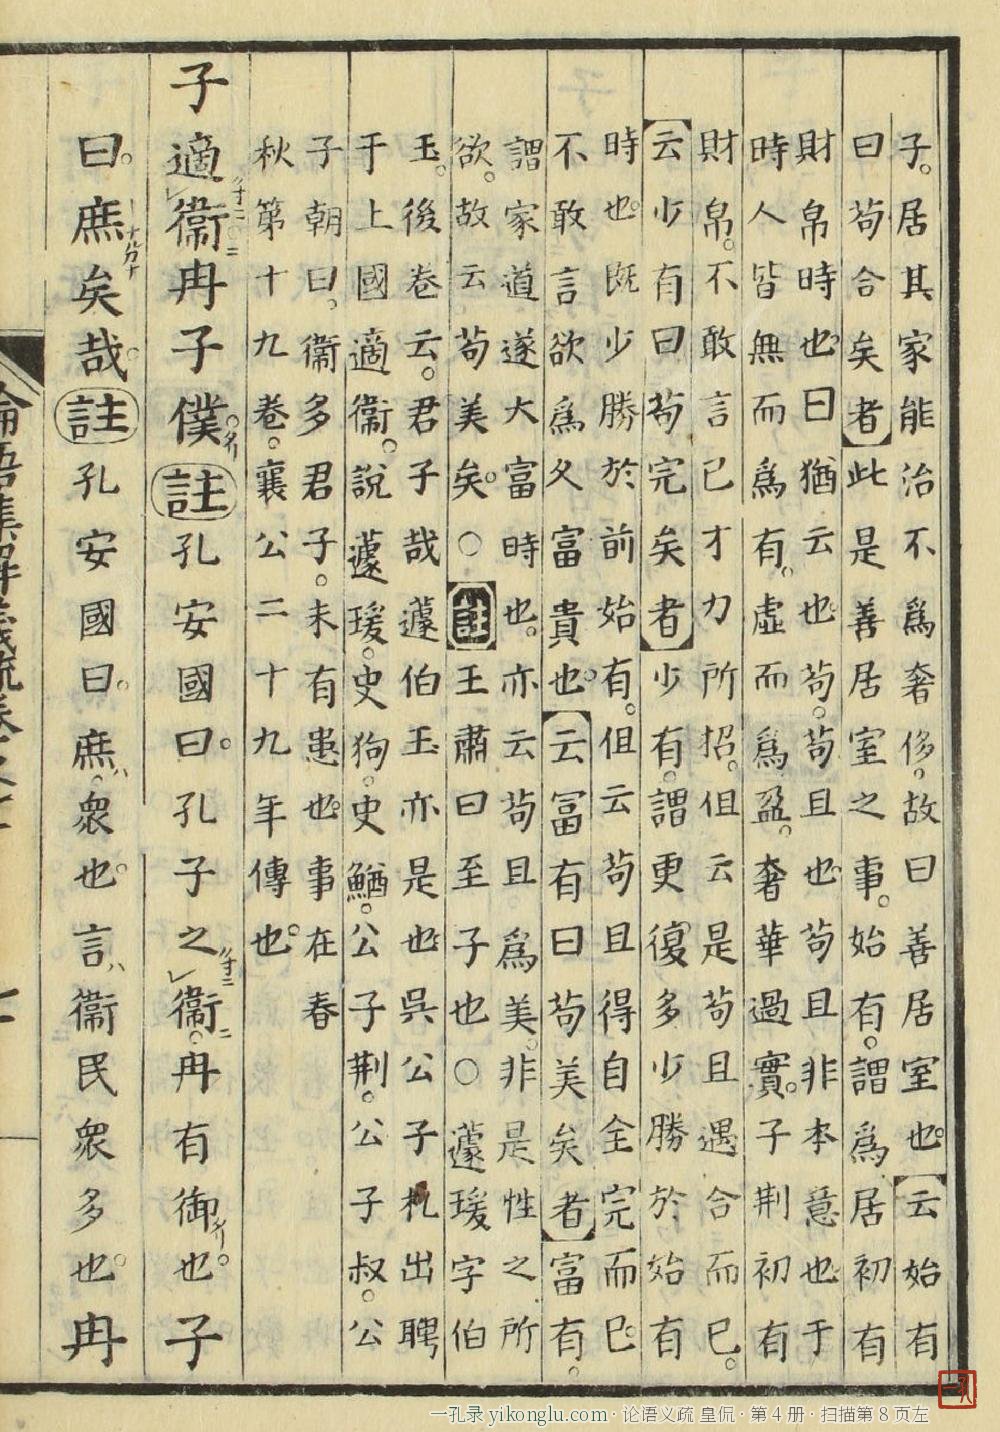 子居其家能治不爲奢侈故曰善居室也云始有
曰苟合矣者此是善居室之事始有謂爲居初有
財帛時也曰猶云也苟苟且也苟且非本意也于
時人皆無而爲有虛而爲盈奢華過實子荆初有
財帛不敢言己才力所招但云是苟且遇合而已
云少有曰苟完矣者少有謂更復多少勝於始有
時也既少勝於前始有但云苟且得自全完而已
不敢言欲爲久富貴也云冨有曰苟美矣者富有
謂家道遂大富時也亦云苟且爲美非是性之所
欲故云苟美矣○註王肅曰至子也○蘧瑗字伯
玉後卷云君子哉蘧伯玉亦是也吳公子札出聘
于上國適衛說蘧瑗史狗史鰌公子荆公子叔公
子朝曰衛多君子未有患也事在春
秋第十九卷襄公二十九年傳也
子適衛冉子僕註孔安國曰孔子之衛冉有御也子
曰庶矣哉註孔安國曰庶衆也言衛民衆多也冉
一孔录 yikonglu.com · 论语义疏 皇侃 · 第 4 册 · 扫描第 8 页左